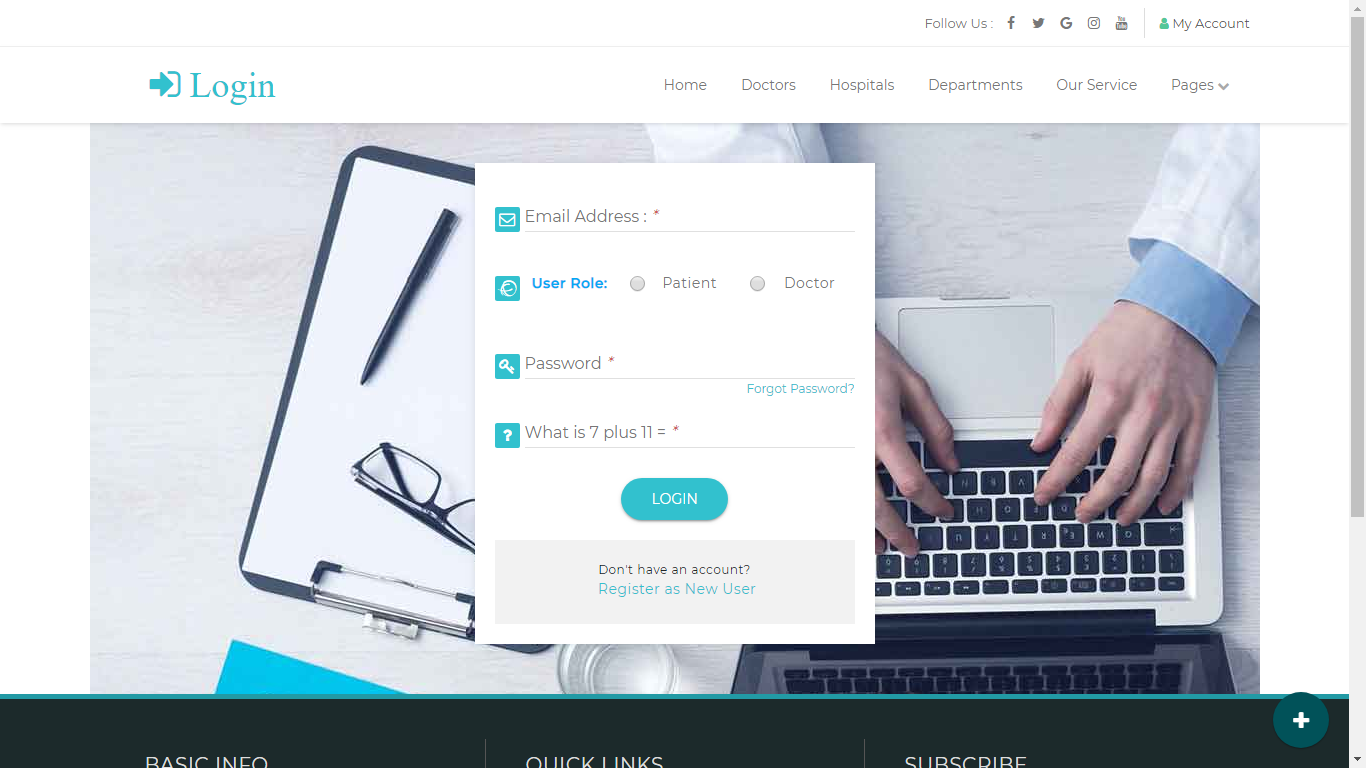 Follow Us :
My Account
Login
Home Doctors Hospitals Departments Our Service Pages
Email Address : *
User Role: Patient Doctor
Password *
Forgot Password?
What is 7 plus 11 = *
LOGIN
Don't have an account?
Register as New User
BASIC INFO QUICK LINKS SUBSCRIBE